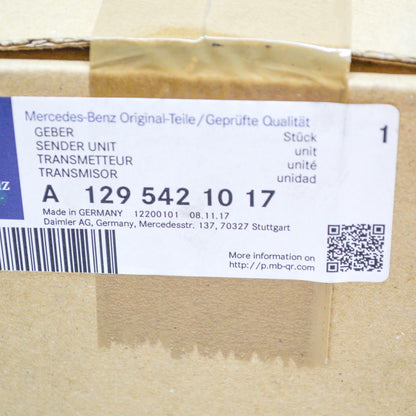 Mercedes-Benz Original-Teile/Geprüfte Qualität
GEBER Stück 1
SENDER UNIT unit
TRANSMETTEUR unité
TRANSMISOR unidad
A 129 542 10 17
Made in GERMANY 12200101 08.11.17
Daimler AG, Germany, Mercedesstr. 137, 70327 Stuttgart
More information on
http://p.mb-qr.com/